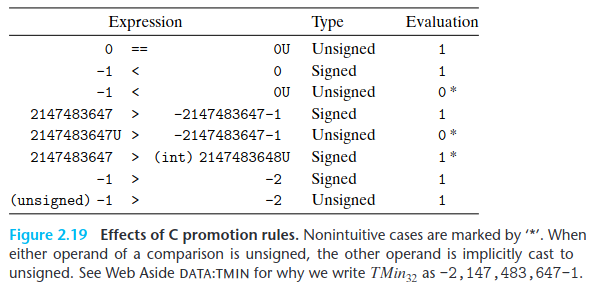 Expression Type Evaluation
0 == 0U Unsigned 1
-1 < 0 Signed 1
-1 < 0U Unsigned 0 *
2147483647 > -2147483647-1 Signed 1
2147483647U > -2147483647-1 Unsigned 0 *
2147483647 > (int) 2147483648U Signed 1 *
-1 > -2 Signed 1
(unsigned) -1 > -2 Unsigned 1
Figure 2.19 Effects of C promotion rules. Nonintuitive cases are marked by ‘*’. When
either operand of a comparison is unsigned, the other operand is implicitly cast to
unsigned. See Web Aside DATA:TMIN for why we write TMin32 as -2,147,483,647-1.